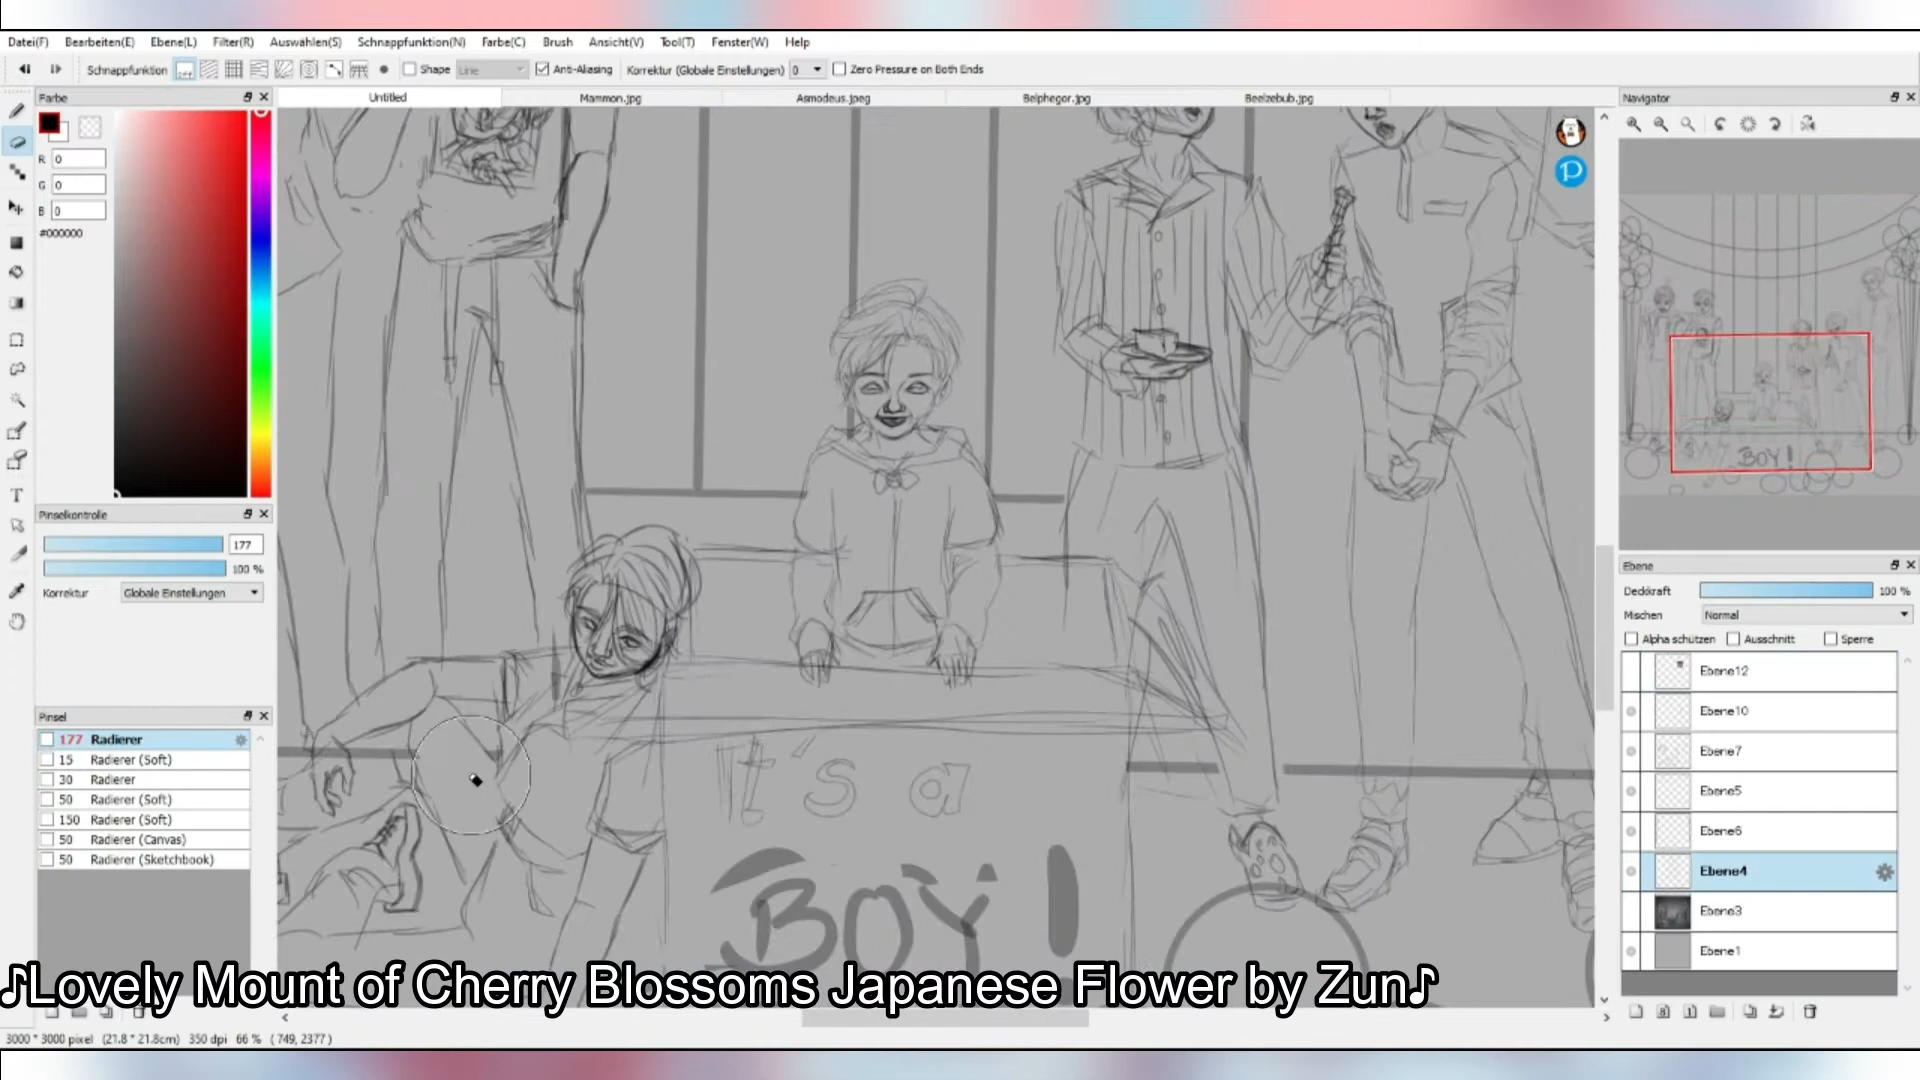 Datei(F) Bearbeiten(E) Ebene(L) Filter(R) Auswählen(S) Schnappfunktion(N) Farbe(C) Brush Ansicht(V) Tool(T) Fenster(W) Help
Schnappfunktion OFF Shape Line Anti-Aliasing Korrektur (Globale Einstellungen) 0 Zero Pressure on Both Ends
Farbe
Untitled Mammon.jpg Asmodeus.jpeg Belphegor.jpg Beelzebub.jpg
Navigator
R 0
G 0
B 0
#000000
Pinselkontrolle
177
100 %
Korrektur Globale Einstellungen
Pinsel
177 Radierer
15 Radierer (Soft)
30 Radierer
50 Radierer (Soft)
150 Radierer (Soft)
50 Radierer (Canvas)
50 Radierer (Sketchbook)
It's a
BOY!
BOY!
Ebene
Deckkraft 100 %
Mischen Normal
Alpha schützen Ausschnitt Sperre
Ebene12
Ebene10
Ebene7
Ebene5
Ebene6
Ebene4
Ebene3
Ebene1
♪Lovely Mount of Cherry Blossoms Japanese Flower by Zun♪
3000 * 3000 pixel (21.8 * 21.8cm) 350 dpi 66 % ( 749, 2377 )